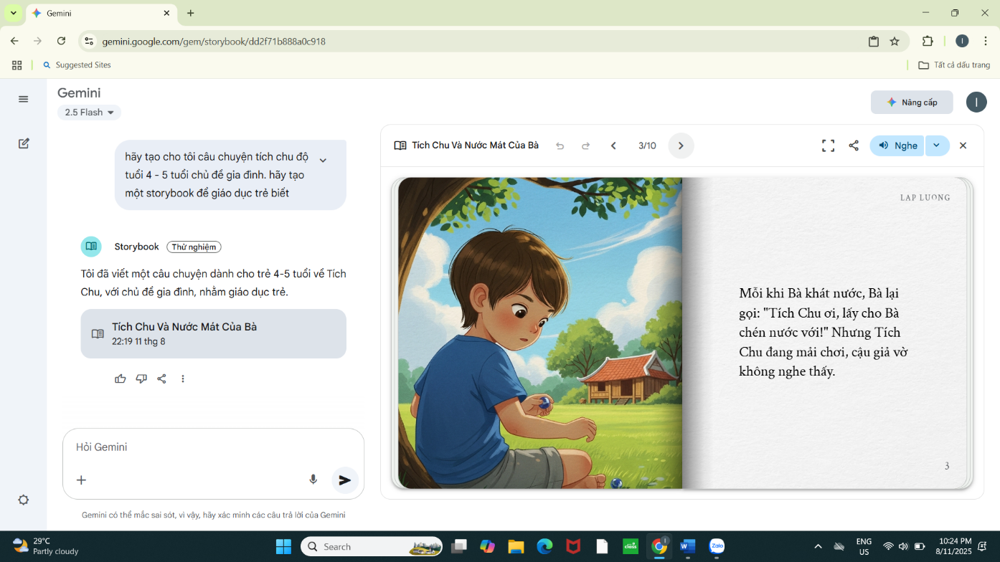 Gemini
gemini.google.com/gem/storybook/dd2f71b888a0c918
I
Suggested Sites
Tất cả dấu trang
Gemini
2.5 Flash
Nâng cấp
I
hãy tạo cho tôi câu chuyện tích chu độ
tuổi 4 - 5 tuổi chủ đề gia đình. hãy tạo
một storybook để giáo dục trẻ biết
Storybook
Thử nghiệm
Tôi đã viết một câu chuyện dành cho trẻ 4-5 tuổi về Tích
Chu, với chủ đề gia đình, nhằm giáo dục trẻ.
Tích Chu Và Nước Mát Của Bà
22:19 11 thg 8
Hỏi Gemini
Gemini có thể mắc sai sót, vì vậy, hãy xác minh các câu trả lời của Gemini
Tích Chu Và Nước Mát Của Bà
3/10
Nghe
LAP LUONG
Mỗi khi Bà khát nước, Bà lại
gọi: "Tích Chu ơi, lấy cho Bà
chén nước với!" Nhưng Tích
Chu đang mải chơi, cậu giả vờ
không nghe thấy.
3
29°C
Partly cloudy
Search
class
W
Zalo
ENG
US
10:24 PM
8/11/2025